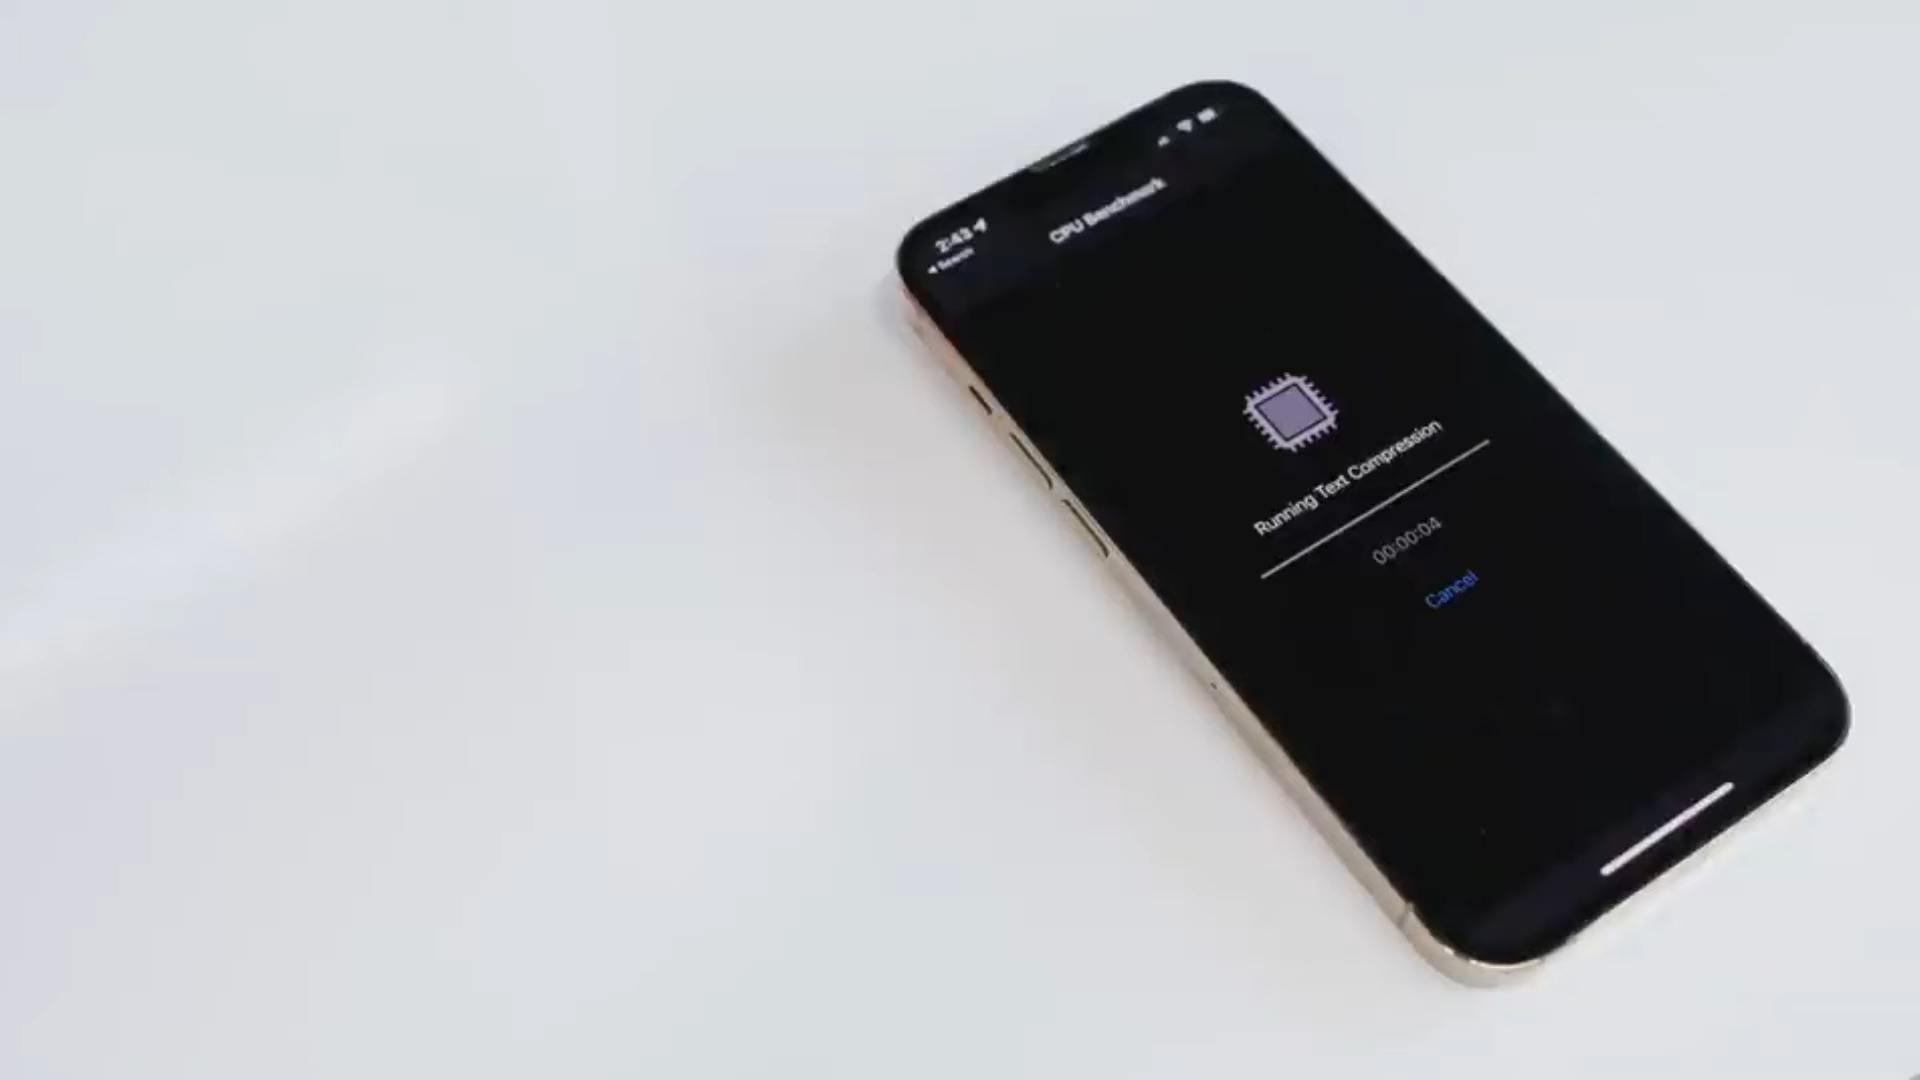 2:43
◂ Search
CPU Benchmark
Running Text Compression
00:00:04
Cancel